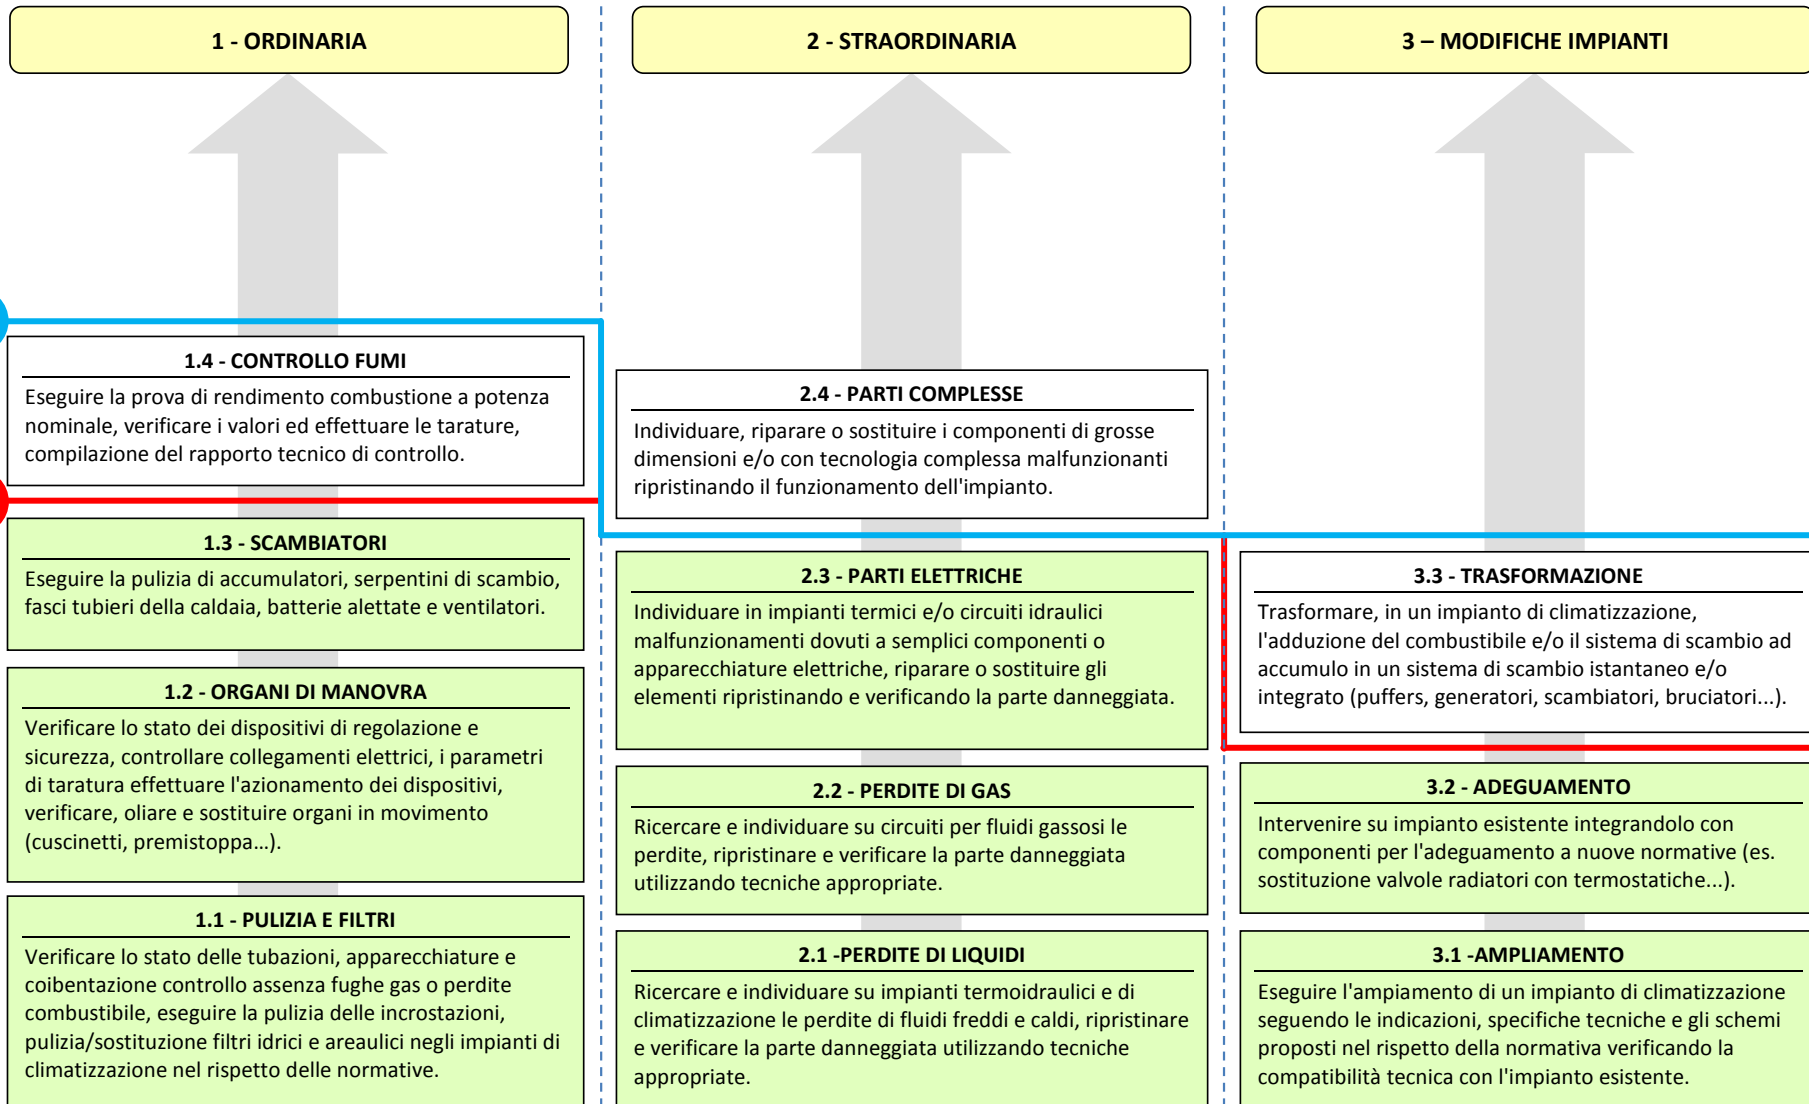 1 - ORDINARIA
2 - STRAORDINARIA
3 – MODIFICHE IMPIANTI
1.4 - CONTROLLO FUMI
Eseguire la prova di rendimento combustione a potenza
nominale, verificare i valori ed effettuare le tarature,
compilazione del rapporto tecnico di controllo.
1.3 - SCAMBIATORI
Eseguire la pulizia di accumulatori, serpentini di scambio,
fasci tubieri della caldaia, batterie alettate e ventilatori.
1.2 - ORGANI DI MANOVRA
Verificare lo stato dei dispositivi di regolazione e
sicurezza, controllare collegamenti elettrici, i parametri
di taratura effettuare l'azionamento dei dispositivi,
verificare, oliare e sostituire organi in movimento
(cuscinetti, premistoppa...).
1.1 - PULIZIA E FILTRI
Verificare lo stato delle tubazioni, apparecchiature e
coibentazione controllo assenza fughe gas o perdite
combustibile, eseguire la pulizia delle incrostazioni,
pulizia/sostituzione filtri idrici e areaulici negli impianti di
climatizzazione nel rispetto delle normative.
2.4 - PARTI COMPLESSE
Individuare, riparare o sostituire i componenti di grosse
dimensioni e/o con tecnologia complessa malfunzionanti
ripristinando il funzionamento dell'impianto.
2.3 - PARTI ELETTRICHE
Individuare in impianti termici e/o circuiti idraulici
malfunzionamenti dovuti a semplici componenti o
apparecchiature elettriche, riparare o sostituire gli
elementi ripristinando e verificando la parte danneggiata.
2.2 - PERDITE DI GAS
Ricercare e individuare su circuiti per fluidi gassosi le
perdite, ripristinare e verificare la parte danneggiata
utilizzando tecniche appropriate.
2.1 -PERDITE DI LIQUIDI
Ricercare e individuare su impianti termoidraulici e di
climatizzazione le perdite di fluidi freddi e caldi, ripristinare
e verificare la parte danneggiata utilizzando tecniche
appropriate.
3.3 - TRASFORMAZIONE
Trasformare, in un impianto di climatizzazione,
l'adduzione del combustibile e/o il sistema di scambio ad
accumulo in un sistema di scambio istantaneo e/o
integrato (puffers, generatori, scambiatori, bruciatori...).
3.2 - ADEGUAMENTO
Intervenire su impianto esistente integrandolo con
componenti per l'adeguamento a nuove normative (es.
sostituzione valvole radiatori con termostatiche...).
3.1 -AMPLIAMENTO
Eseguire l'ampiamento di un impianto di climatizzazione
seguendo le indicazioni, specifiche tecniche e gli schemi
proposti nel rispetto della normativa verificando la
compatibilità tecnica con l'impianto esistente.